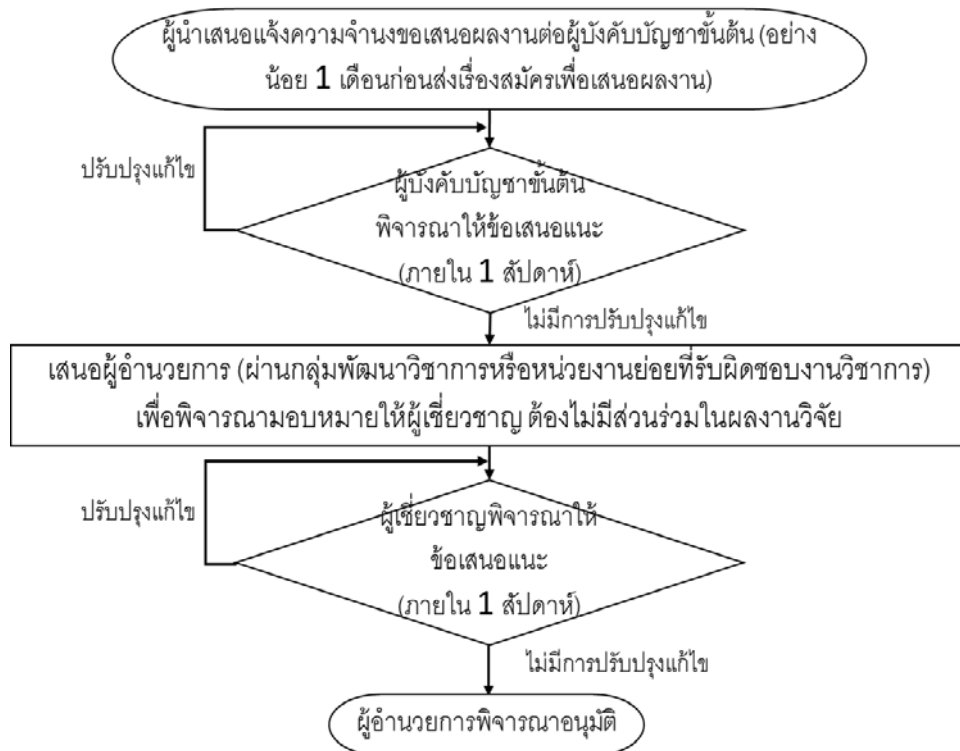 ผู้นำเสนอแจ้งความจำนงขอเสนอผลงานต่อผู้บังคับบัญชาขั้นต้น (อย่าง
น้อย 1 เดือนก่อนส่งเรื่องสมัครเพื่อเสนอผลงาน)
ปรับปรุงแก้ไข
ผู้บังคับบัญชาขั้นต้น
พิจารณาให้ข้อเสนอแนะ
(ภายใน 1 สัปดาห์)
ไม่มีการปรับปรุงแก้ไข
เสนอผู้อำนวยการ (ผ่านกลุ่มพัฒนาวิชาการหรือหน่วยงานย่อยที่รับผิดชอบงานวิชาการ)
เพื่อพิจารณามอบหมายให้ผู้เชี่ยวชาญ ต้องไม่มีส่วนร่วมในผลงานวิจัย
ปรับปรุงแก้ไข
ผู้เชี่ยวชาญพิจารณาให้
ข้อเสนอแนะ
(ภายใน 1 สัปดาห์)
ไม่มีการปรับปรุงแก้ไข
ผู้อำนวยการพิจารณาอนุมัติ